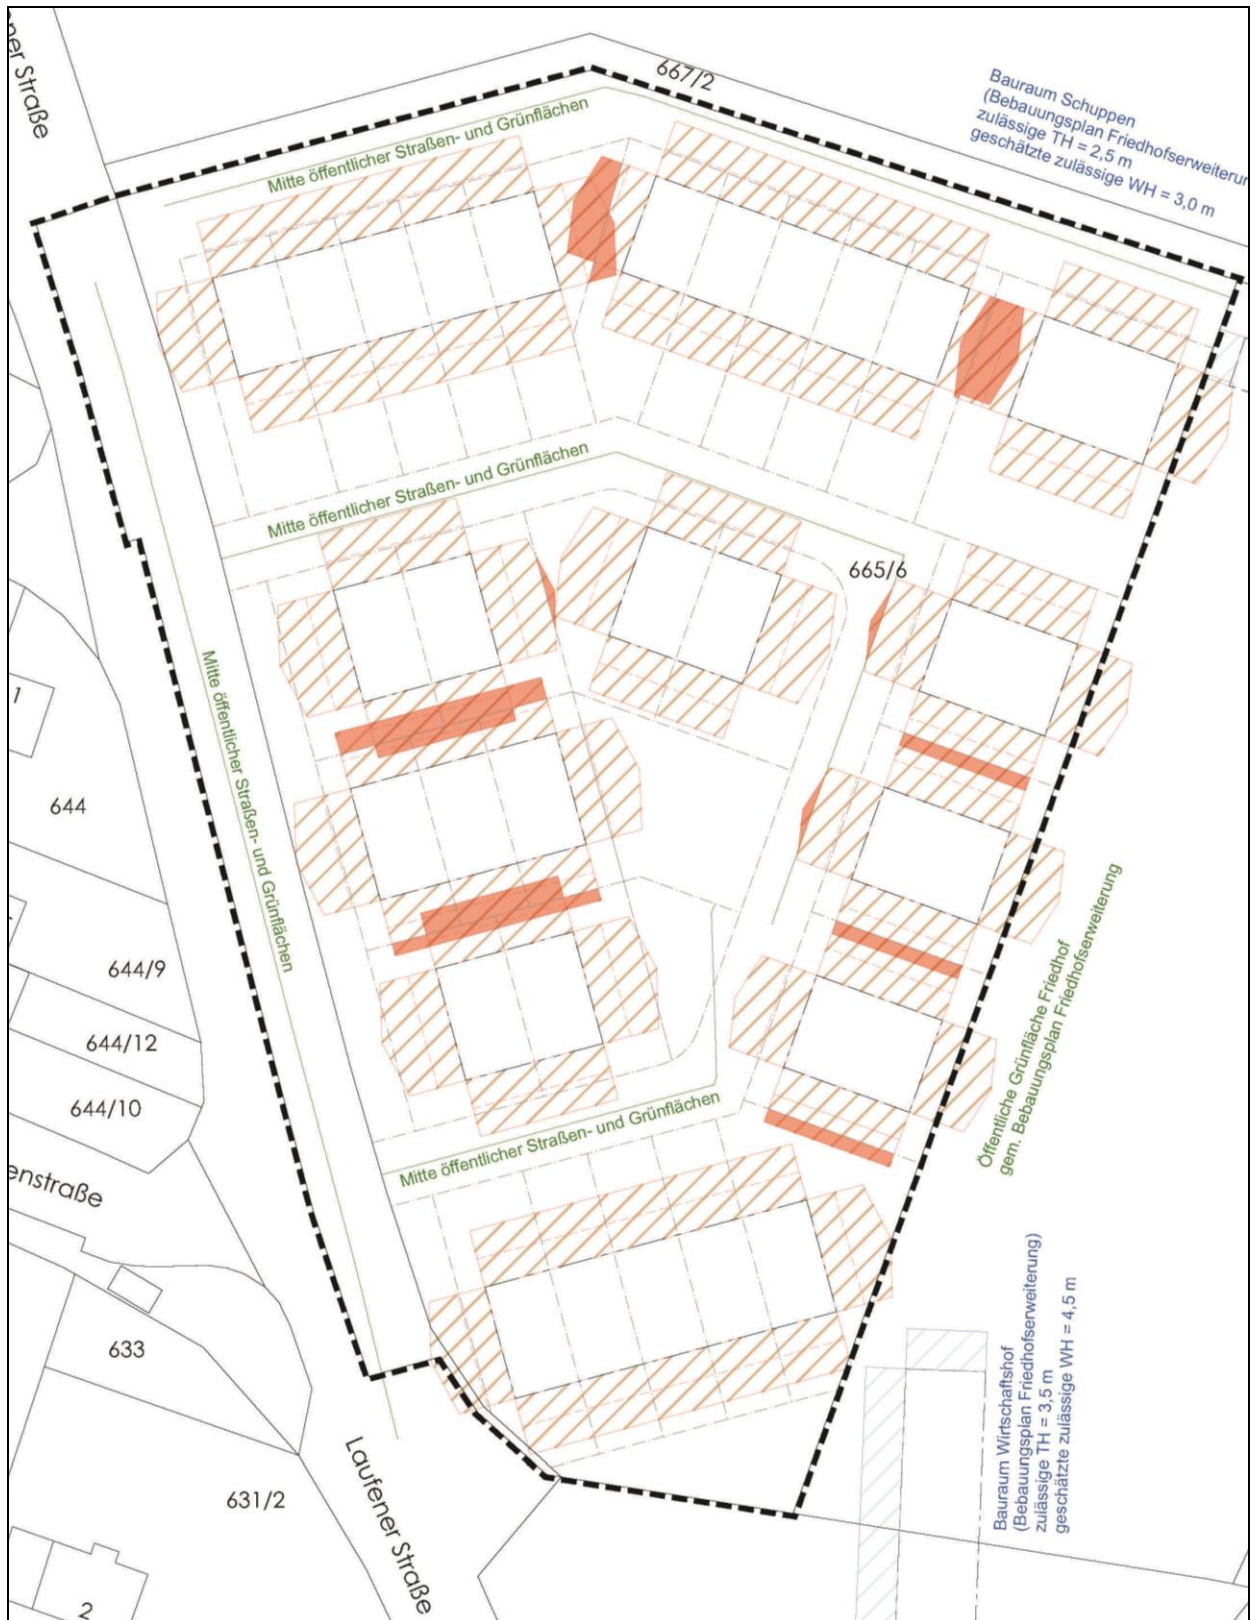 ner Straße
667/2
Bauraum Schuppen
(Bebauungsplan Friedhofserweiterun
zulässige TH = 2,5 m
geschätzte zulässige WH = 3,0 m
Mitte öffentlicher Straßen- und Grünflächen
Mitte öffentlicher Straßen- und Grünflächen
665/6
Mitte öffentlicher Straßen- und Grünflächen
1
644
644/9
644/12
644/10
enstraße
Öffentliche Grünfläche Friedhof
gem. Bebauungsplan Friedhofserweiterung
Mitte öffentlicher Straßen- und Grünflächen
Bauraum Wirtschaftshof
(Bebauungsplan Friedhofserweiterung)
zulässige TH = 3,5 m
geschätzte zulässige WH = 4,5 m
633
631/2
Laufener Straße
2